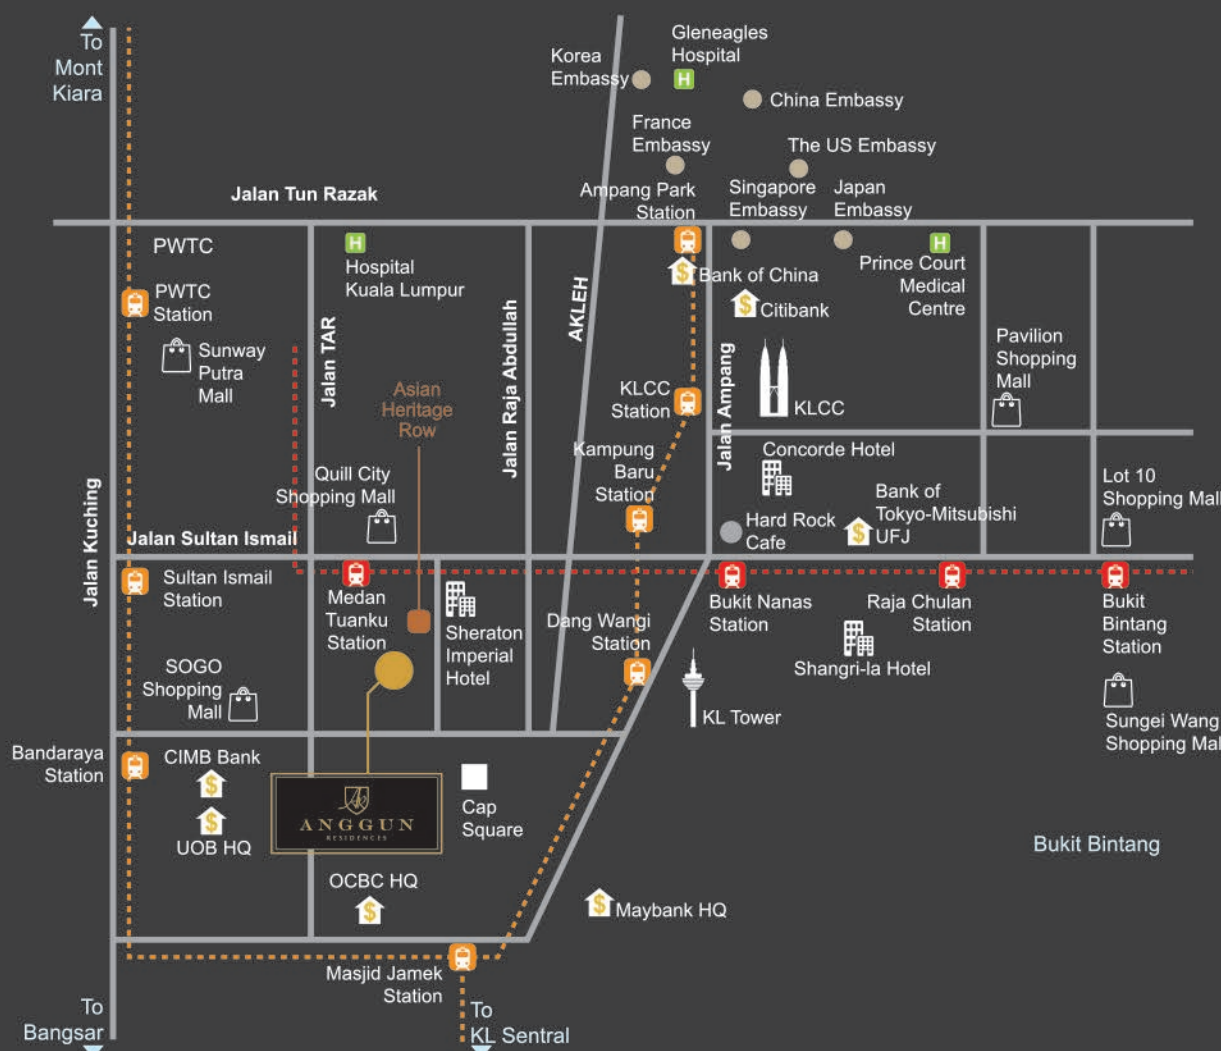 To
Mont
Kiara
Korea
Embassy
Gleneagles
Hospital
H
China Embassy
France
Embassy
The US Embassy
Jalan Tun Razak
Ampang Park
Station
Singapore
Embassy
Japan
Embassy
PWTC
H
Hospital
Kuala Lumpur
PWTC
Station
Sunway
Putra
Mall
Jalan TAR
Jalan Raja Abdullah
AKLEH
$
Bank of China
$
Citibank
H
Prince Court
Medical
Centre
Pavilion
Shopping
Mall
Asian
Heritage
Row
KLCC
Station
Jalan Ampang
KLCC
Kampung
Baru
Station
Concorde Hotel
Quill City
Shopping Mall
Lot 10
Shopping Mall
Bank of
Tokyo-Mitsubishi
UFJ
$
Hard Rock
Cafe
Jalan Kuching
Jalan Sultan Ismail
Sultan Ismail
Station
Medan
Tuanku
Station
Sheraton
Imperial
Hotel
Dang Wangi
Station
Bukit Nanas
Station
Raja Chulan
Station
Bukit
Bintang
Station
Shangri-la Hotel
SOGO
Shopping
Mall
KL Tower
Sungei Wang
Shopping Mal
Bandaraya
Station
CIMB Bank
$
$
UOB HQ
ANGGUN
RESIDENCES
Cap
Square
Bukit Bintang
OCBC HQ
$
$
Maybank HQ
Masjid Jamek
Station
To
Bangsar
To
KL Sentral